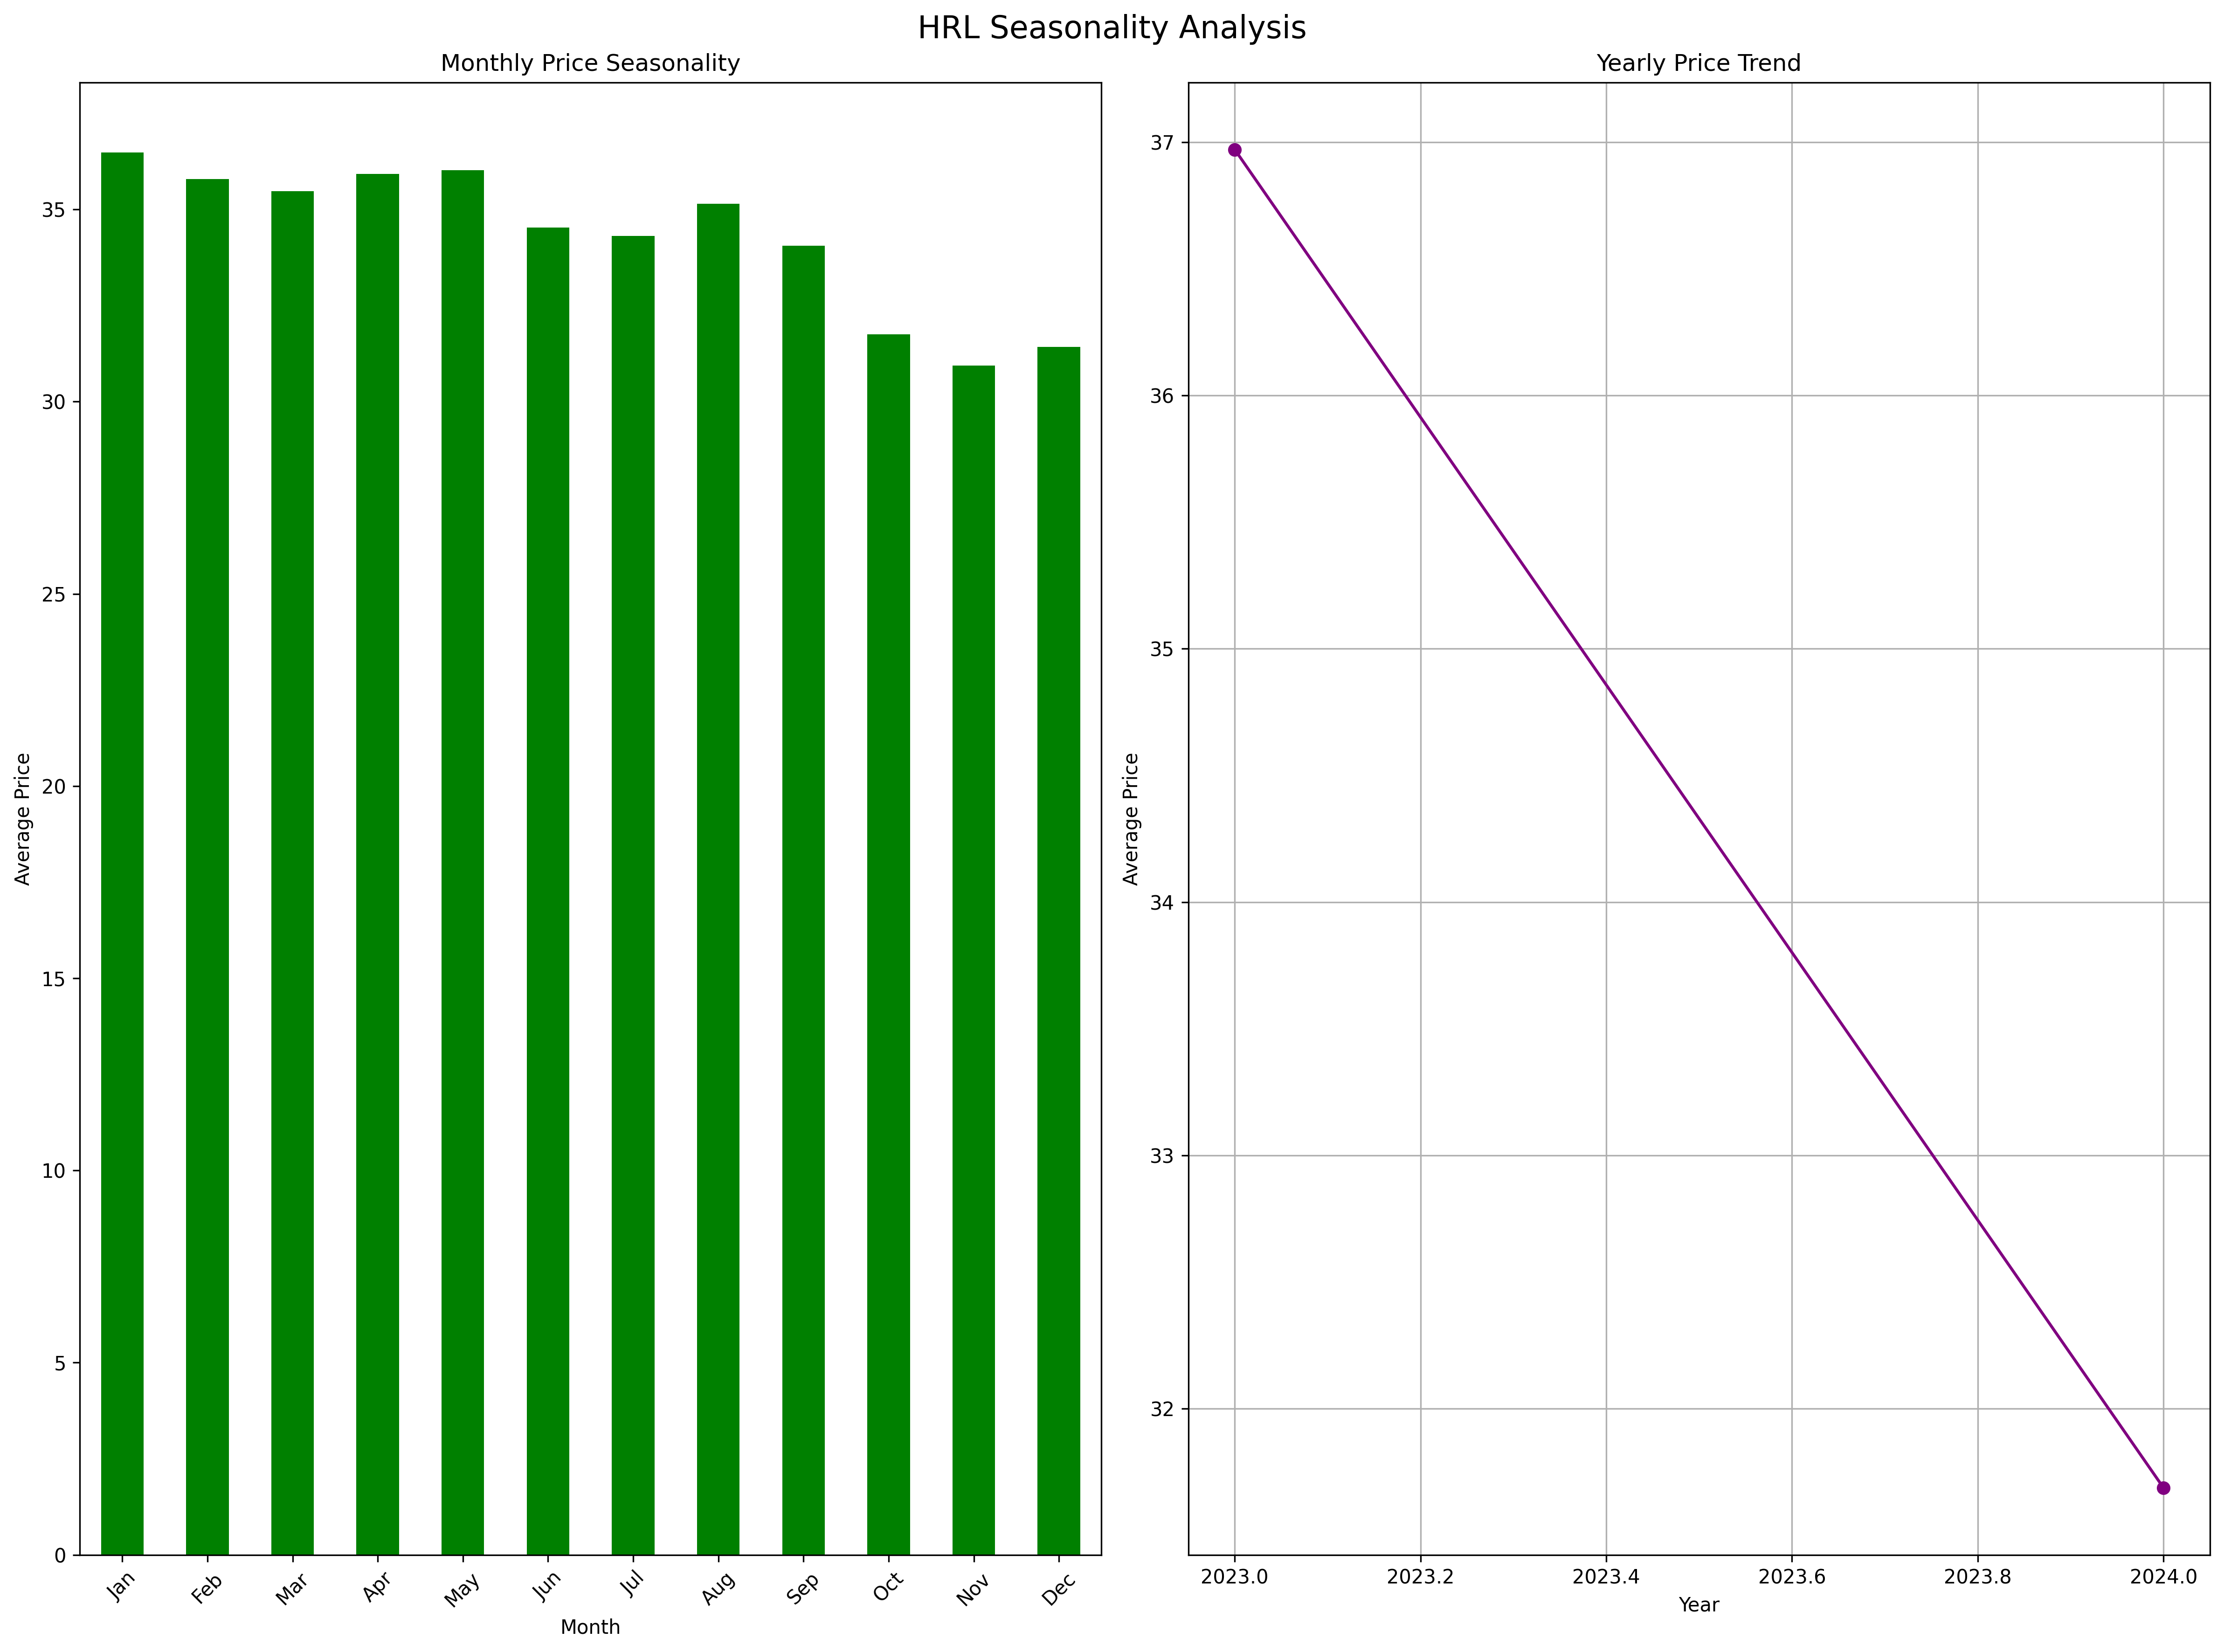 HRL Seasonality Analysis
Monthly Price Seasonality
Average Price
35
30
25
20
15
10
5
0
Jan Feb Mar Apr May Jun Jul Aug Sep Oct Nov Dec
Month
Yearly Price Trend
Average Price
37
36
35
34
33
32
2023.0 2023.2 2023.4 2023.6 2023.8 2024.0
Year